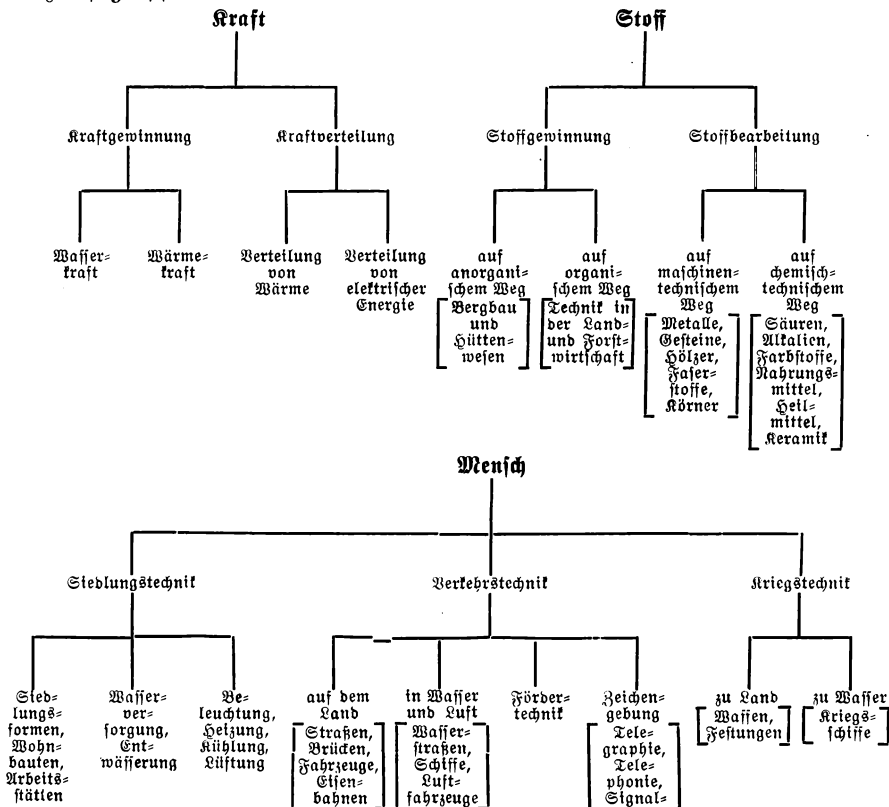 Kraft
Stoff
Kraftgewinnung
Kraftverteilung
Stoffgewinnung
Stoffbearbeitung
Wasser=
kraft
Wärme=
kraft
Verteilung
von
Wärme
Verteilung
von
elektrischer
Energie
auf
anorgani=
schem Weg
Bergbau
und
Hütten=
wesen
auf
organi=
schem Weg
Technik in
der Land=
und Forst=
wirtschaft
auf
maschinen=
technischem
Weg
Metalle,
Gesteine,
Hölzer,
Faser=
stoffe,
Körner
auf
chemisch=
technischem
Weg
Säuren,
Alkalien,
Farbstoffe,
Nahrungs=
mittel,
Heil=
mittel,
Keramik
Mensch
Siedlungstechnik
Verkehrstechnik
Kriegstechnik
Sied=
lungs=
formen,
Wohn=
bauten,
Arbeits=
stätten
Wasser=
ver=
sorgung,
Ent=
wässerung
Be=
leuchtung,
Heizung,
Kühlung,
Lüftung
auf dem
Land
Straßen,
Brücken,
Fahrzeuge,
Eisen=
bahnen
in Wasser
und Luft
Wasser=
straßen,
Schiffe,
Luft=
fahrzeuge
Förder=
technik
Zeichen=
gebung
Tele=
graphie,
Tele=
phonie,
Signal=
zu Land
Waffen,
Festungen
zu Wasser
Kriegs=
schiffe